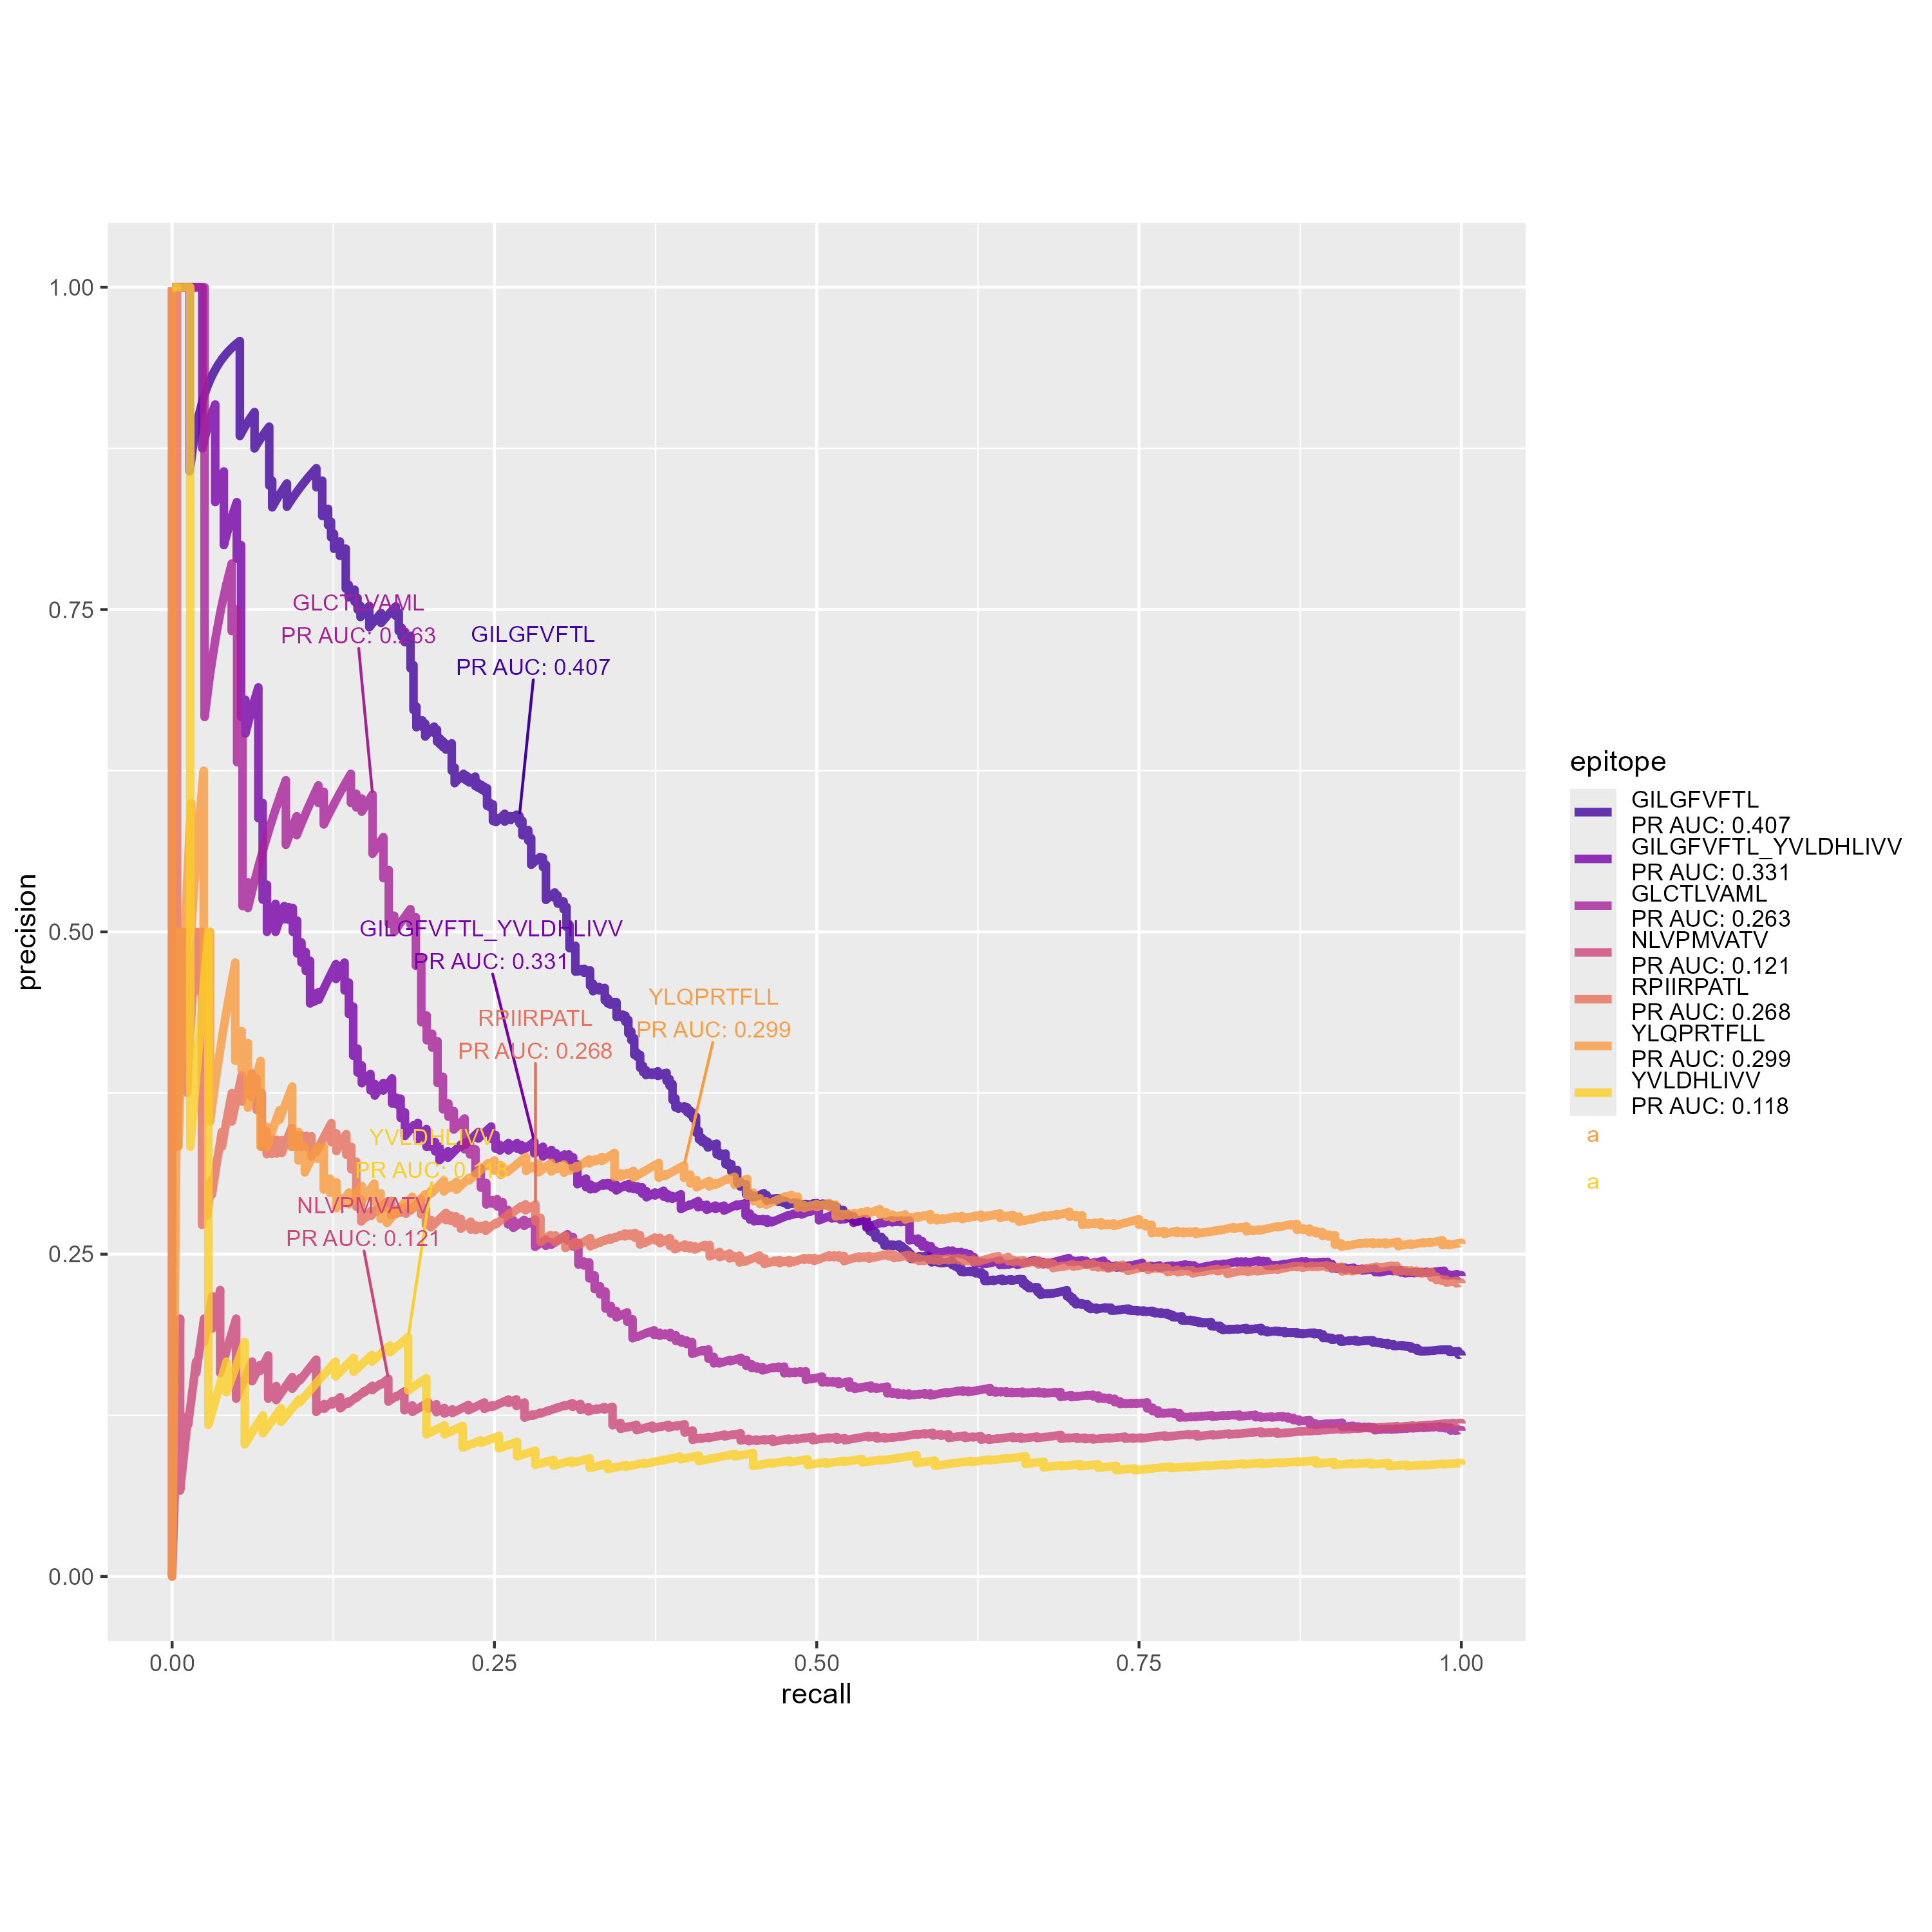 1.00
0.75
0.50
0.25
0.00
precision
0.00
0.25
0.50
0.75
1.00
recall
GLCTLVAML
PR AUC: 0.263
GILGFVFTL
PR AUC: 0.407
GILGFVFTL_YVLDHLIVV
PR AUC: 0.331
YLQPRTFLL
PR AUC: 0.299
RPIIRPATL
PR AUC: 0.268
YVLDHLIVV
PR AUC: 0.118
NLVPMVATV
PR AUC: 0.121
epitope
GILGFVFTL
PR AUC: 0.407
GILGFVFTL_YVLDHLIVV
PR AUC: 0.331
GLCTLVAML
PR AUC: 0.263
NLVPMVATV
PR AUC: 0.121
RPIIRPATL
PR AUC: 0.268
YLQPRTFLL
PR AUC: 0.299
YVLDHLIVV
PR AUC: 0.118
a
a